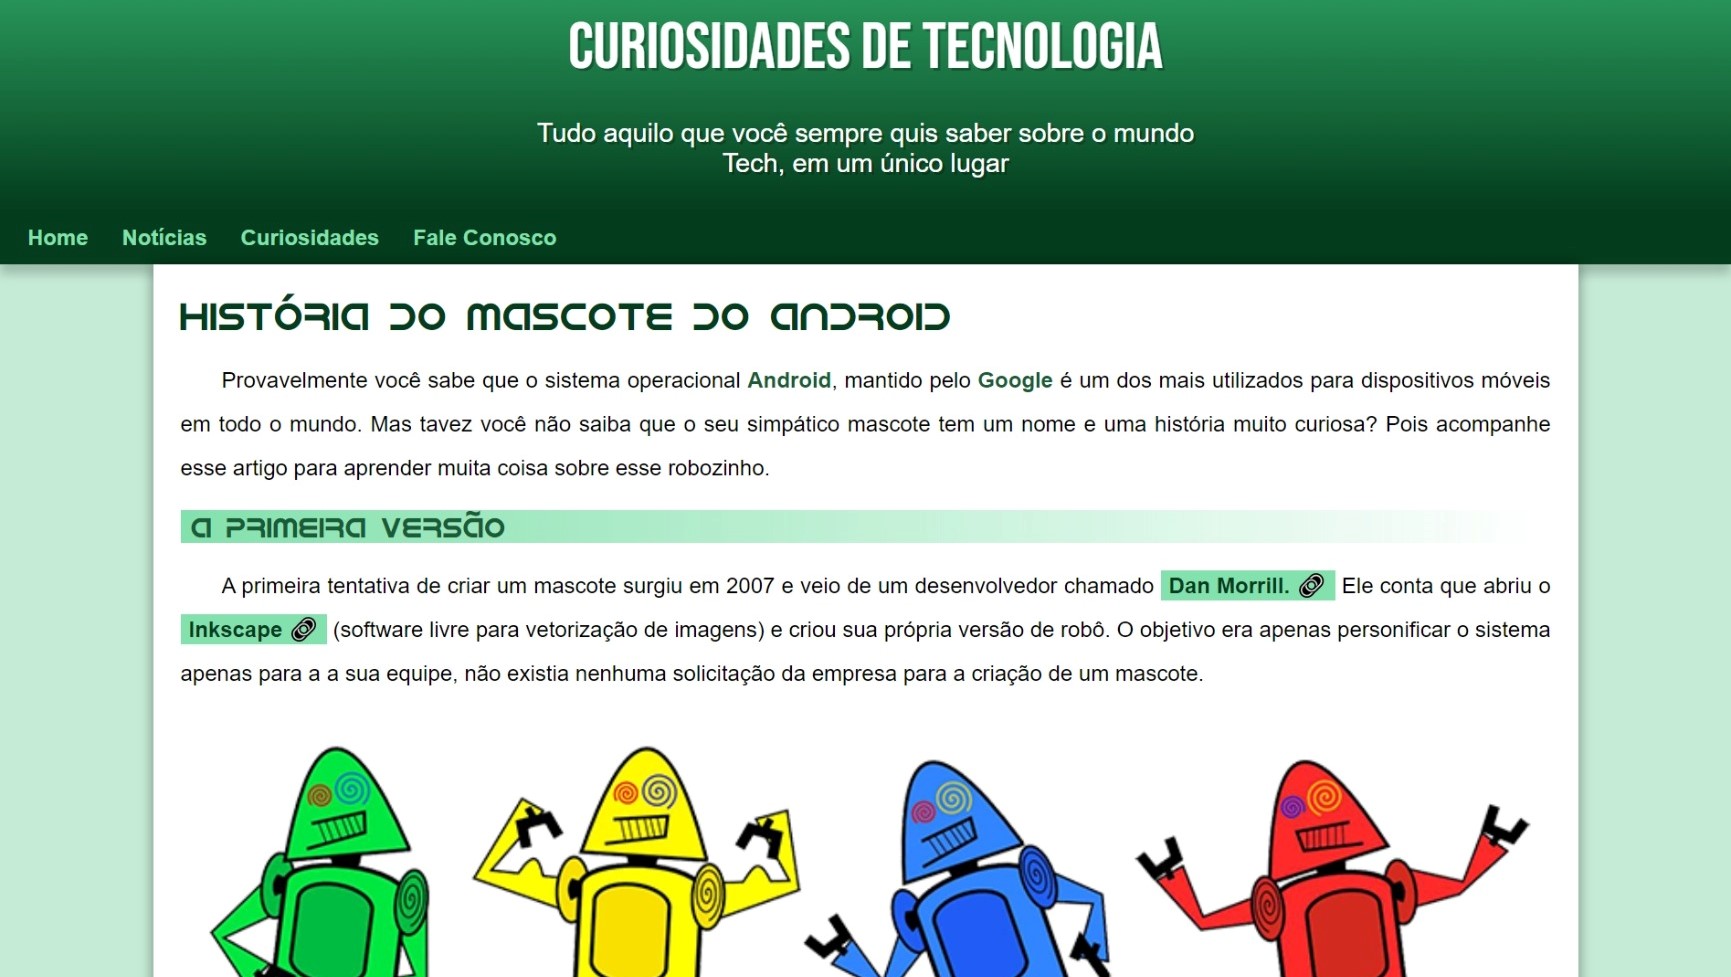 CURIOSIDADES DE TECNOLOGIA
Tudo aquilo que você sempre quis saber sobre o mundo
Tech, em um único lugar
Home Notícias Curiosidades Fale Conosco
HISTÓRIA DO MASCOTE DO ANDROID
Provavelmente você sabe que o sistema operacional Android, mantido pelo Google é um dos mais utilizados para dispositivos móveis
em todo o mundo. Mas tavez você não saiba que o seu simpático mascote tem um nome e uma história muito curiosa? Pois acompanhe
esse artigo para aprender muita coisa sobre esse robozinho.
A PRIMEIRA VERSÃO
A primeira tentativa de criar um mascote surgiu em 2007 e veio de um desenvolvedor chamado Dan Morrill. Ele conta que abriu o
Inkscape (software livre para vetorização de imagens) e criou sua própria versão de robô. O objetivo era apenas personificar o sistema
apenas para a a sua equipe, não existia nenhuma solicitação da empresa para a criação de um mascote.